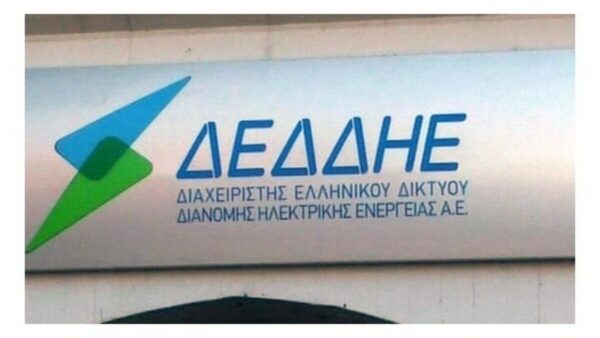 ΔΕΔΔΗΕ
ΔΙΑΧΕΙΡΙΣΤΗΣ ΕΛΛΗΝΙΚΟΥ ΔΙΚΤΥΟΥ
ΔΙΑΝΟΜΗΣ ΗΛΕΚΤΡΙΚΗΣ ΕΝΕΡΓΕΙΑΣ Α.Ε.